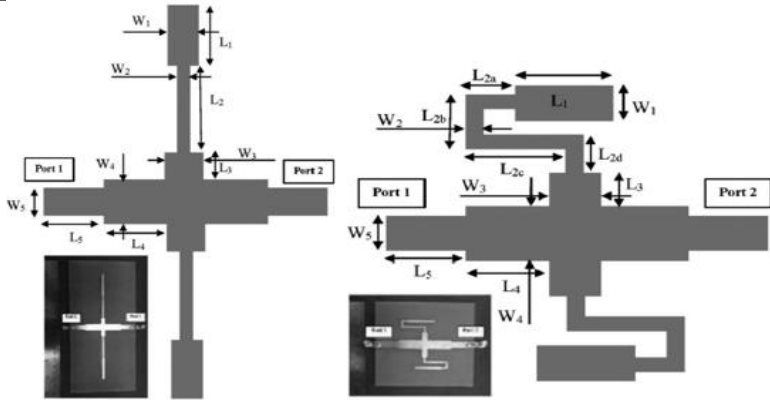 W₁
L₁
W₂
L₂
W₄
W₃
L₃
Port 1
Port 2
W₅
L₅
L₄
L₂ₐ
L₁
W₁
W₂
L₂b
L₂d
L₂c
Port 1
W₃
L₃
Port 2
W₅
L₅
L₄
W₄